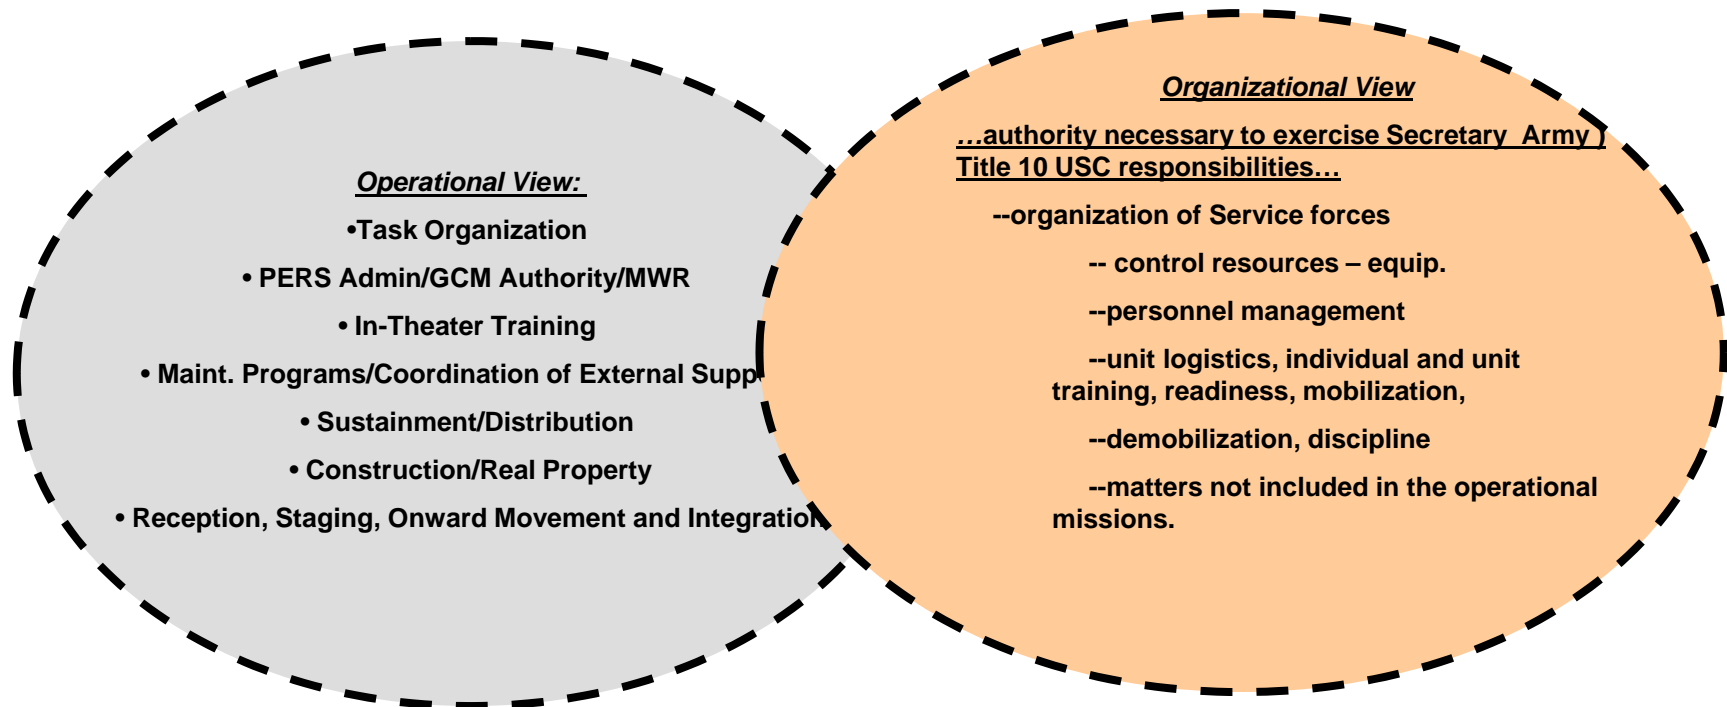 Operational View:
•Task Organization
• PERS Admin/GCM Authority/MWR
• In-Theater Training
• Maint. Programs/Coordination of External Supp
• Sustainment/Distribution
• Construction/Real Property
• Reception, Staging, Onward Movement and Integration
Organizational View
…authority necessary to exercise Secretary  Army )
Title 10 USC responsibilities…
--organization of Service forces
-- control resources – equip.
--personnel management
--unit logistics, individual and unit
training, readiness, mobilization,
--demobilization, discipline
--matters not included in the operational
missions.